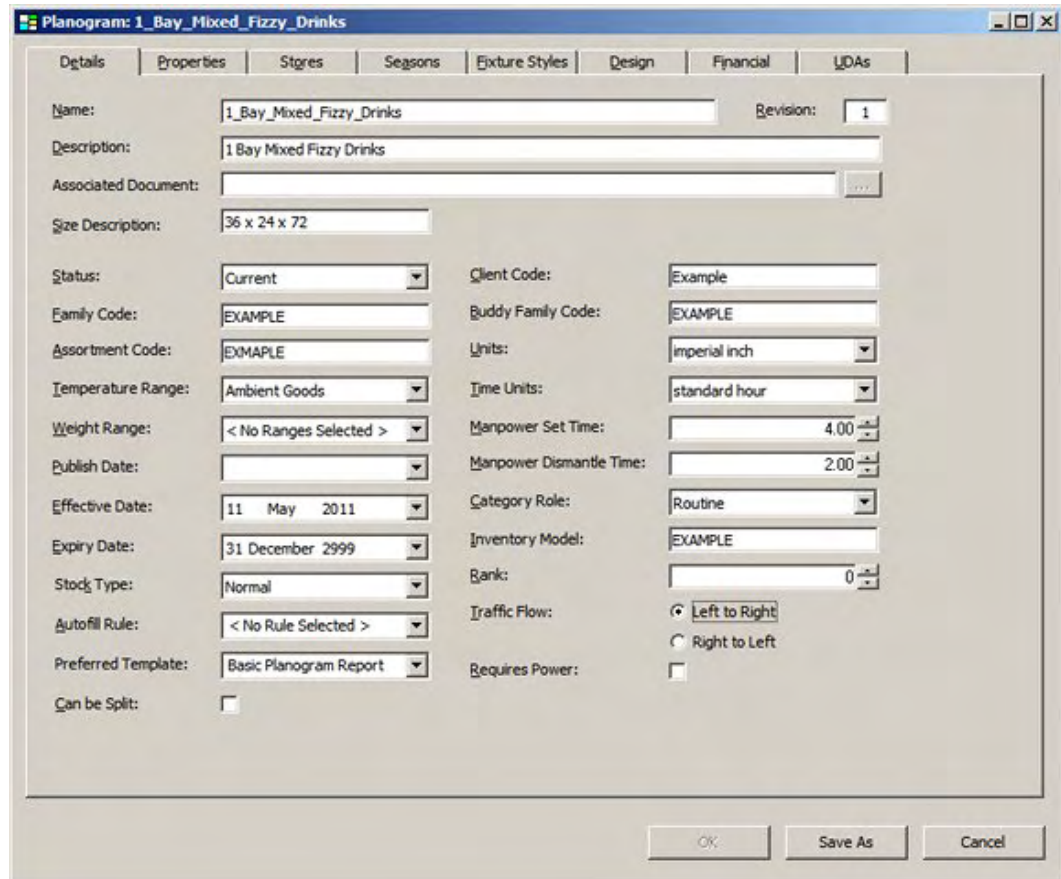 Planogram: 1_Bay_Mixed_Fizzy_Drinks
Details Properties Stores Seasons Fixture Styles Design Financial UDAs
Name: 1_Bay_Mixed_Fizzy_Drinks Revision: 1
Description: 1 Bay Mixed Fizzy Drinks
Associated Document: ...
Size Description: 36 x 24 x 72
Status: Current Client Code: Example
Family Code: EXAMPLE Buddy Family Code: EXAMPLE
Assortment Code: EXMAPLE Units: imperial inch
Temperature Range: Ambient Goods Time Units: standard hour
Weight Range: < No Ranges Selected > Manpower Set Time: 4.00
Publish Date: Manpower Dismantle Time: 2.00
Effective Date: 11 May 2011 Category Role: Routine
Expiry Date: 31 December 2999 Inventory Model: EXAMPLE
Stock Type: Normal Rank: 0
Autofill Rule: < No Rule Selected > Traffic Flow: Left to Right
Right to Left
Preferred Template: Basic Planogram Report Requires Power:
Can be Split:
OK Save As Cancel